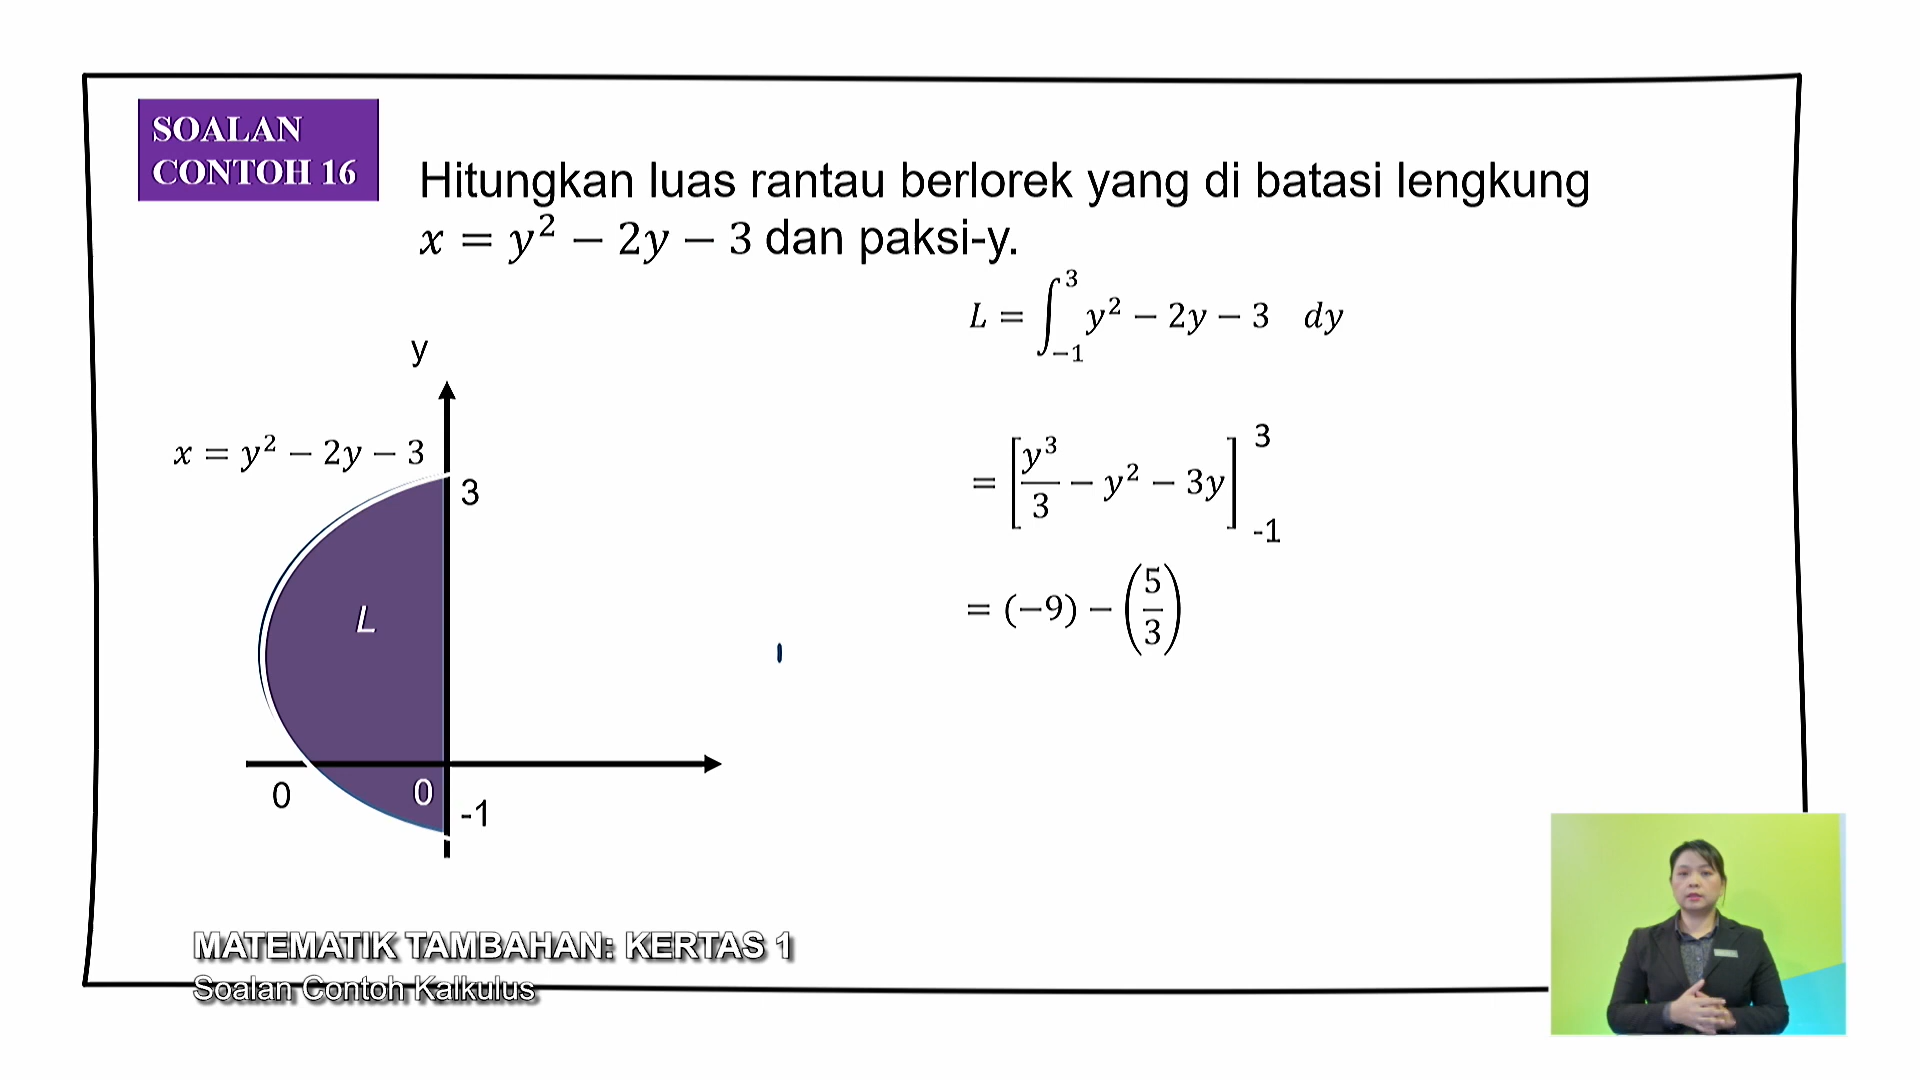 SOALAN
CONTOH 16
Hitungkan luas rantau berlorek yang di batasi lengkung
x = y² − 2y − 3 dan paksi-y.
L = ∫₋₁³ y² − 2y − 3 dy
y
x = y² − 2y − 3
= [y³/3 − y² − 3y] 3 -1
3
= (−9) − (5/3)
L
0
0
-1
MATEMATIK TAMBAHAN: KERTAS 1
Soalan Contoh Kalkulus